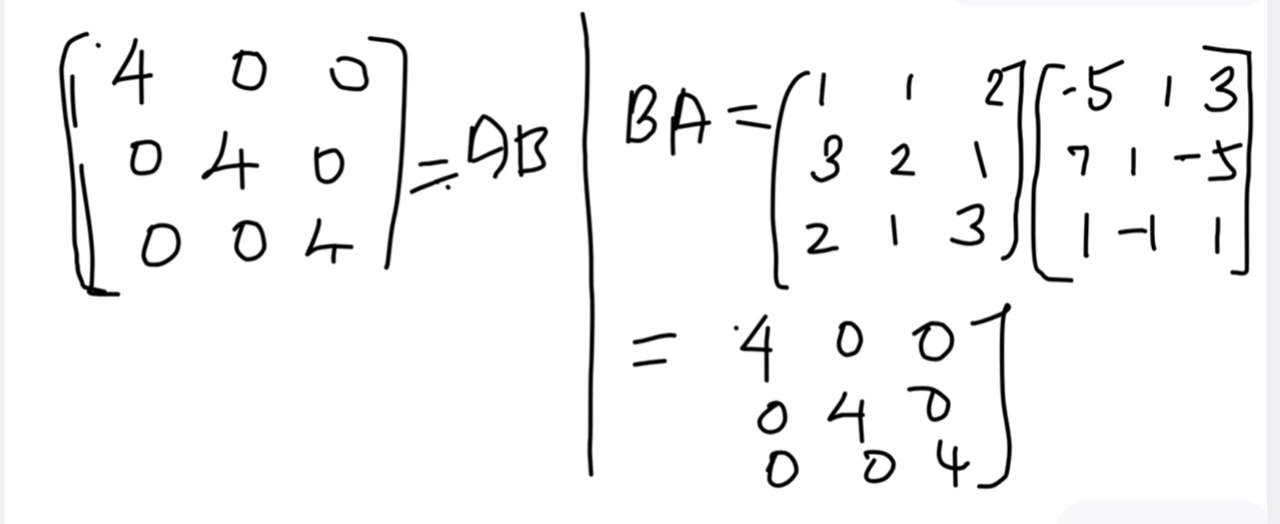 4 0 0
0 4 0 = AB
0 0 4
BA = 1 1 2 -5 1 3
3 2 1 7 1 -5
2 1 3 1 -1 1
= 4 0 0
0 4 0
0 0 4